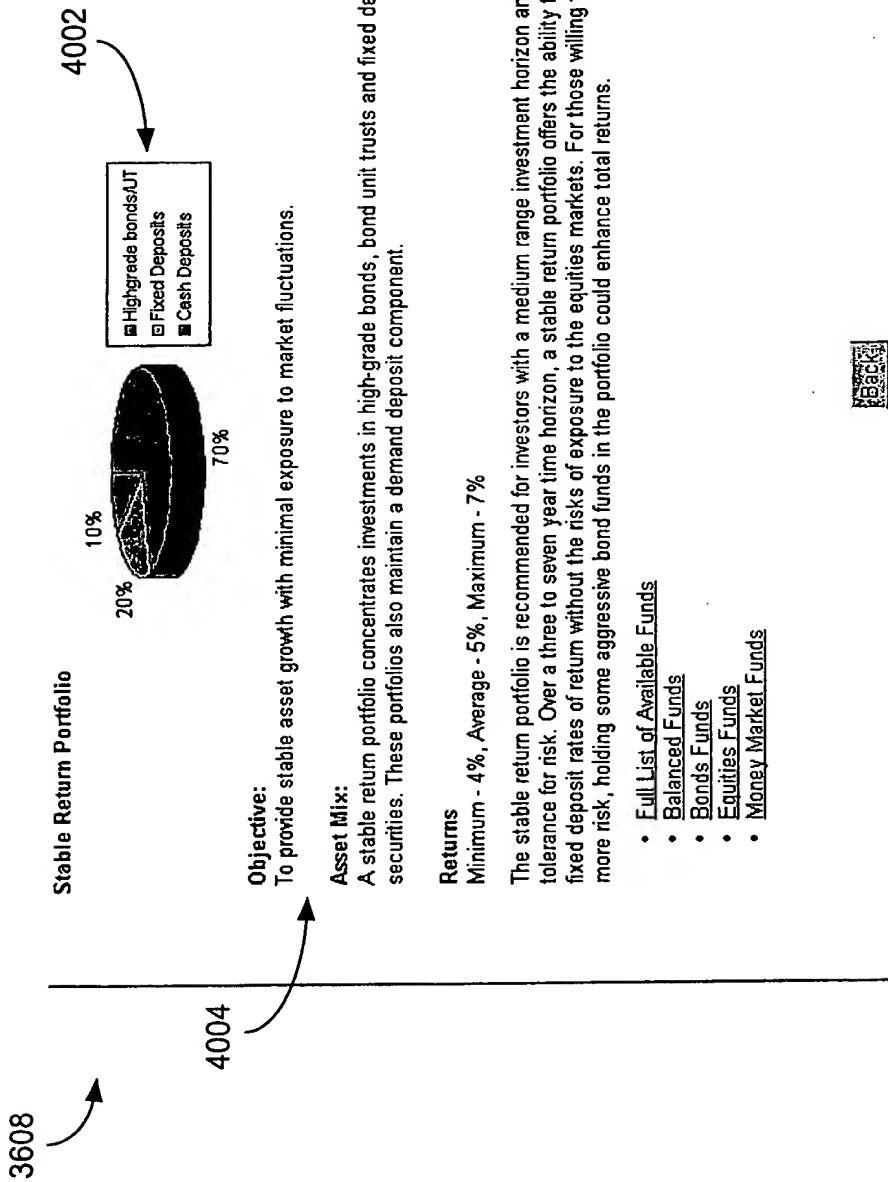 3608
4002
4004
Stable Return Portfolio
10%
20%
70%
Highgrade bonds/UT
Fixed Deposits
Cash Deposits
Objective:
To provide stable asset growth with minimal exposure to market fluctuations.
Asset Mix:
A stable return portfolio concentrates investments in high-grade bonds, bond unit trusts and fixed de
securities. These portfolios also maintain a demand deposit component.
Returns
Minimum - 4%, Average - 5%, Maximum - 7%
The stable return portfolio is recommended for investors with a medium range investment horizon an
tolerance for risk. Over a three to seven year time horizon, a stable return portfolio offers the ability t
fixed deposit rates of return without the risks of exposure to the equities markets. For those willing
more risk, holding some aggressive bond funds in the portfolio could enhance total returns.
• Full List of Available Funds
• Balanced Funds
• Bonds Funds
• Equities Funds
• Money Market Funds
Back